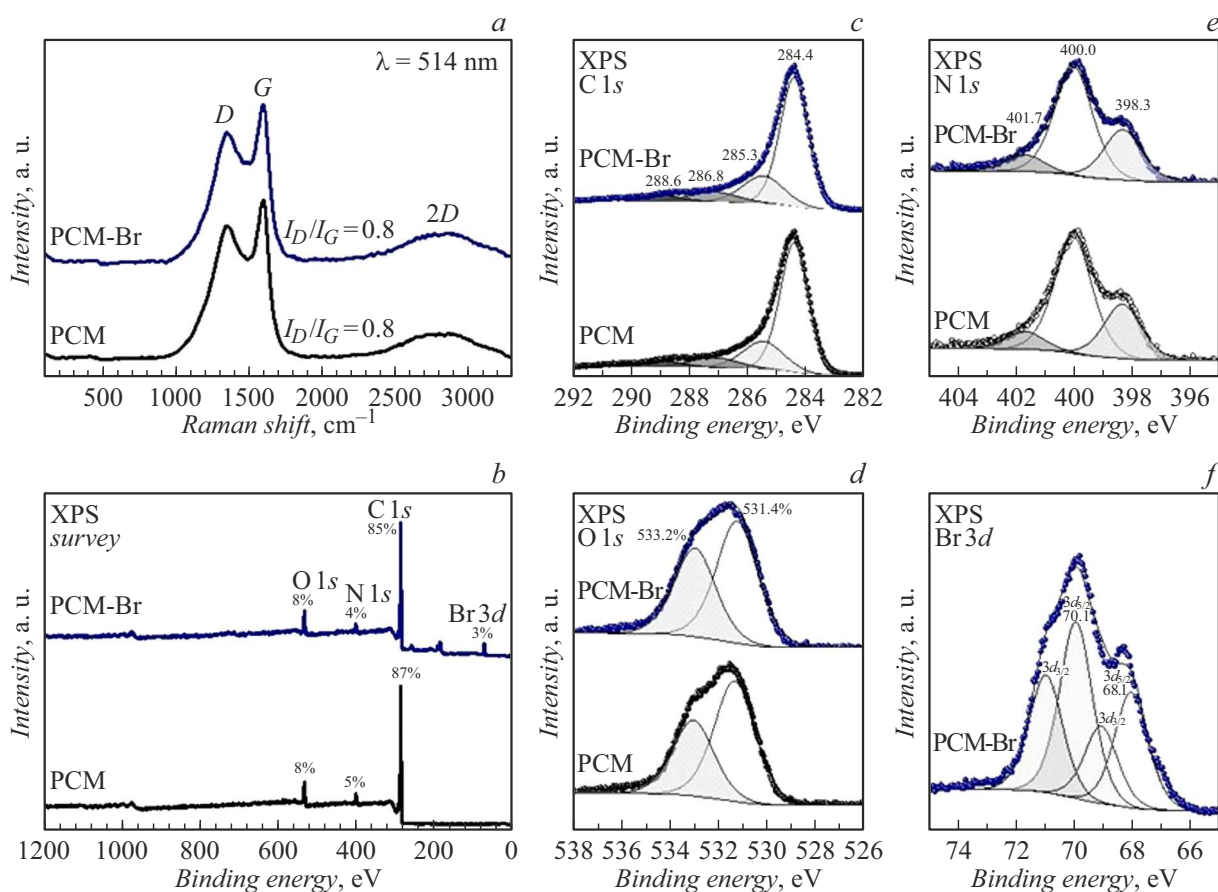 a
λ = 514 nm
D
G
2D
PCM-Br
I_D/I_G = 0.8
PCM
I_D/I_G = 0.8
Intensity, a. u.
500 1000 1500 2000 2500 3000
Raman shift, cm⁻¹
c
XPS
C 1s
284.4
PCM-Br
285.3
286.8
288.6
PCM
Intensity, a. u.
292 290 288 286 284 282
Binding energy, eV
e
XPS
N 1s
400.0
401.7
398.3
PCM-Br
PCM
Intensity, a. u.
404 402 400 398 396
Binding energy, eV
b
XPS
survey
C 1s
85%
PCM-Br
O 1s
8%
N 1s
4%
Br 3d
3%
87%
PCM
8%
5%
Intensity, a. u.
1200 1000 800 600 400 200 0
Binding energy, eV
d
XPS
O 1s
531.4%
533.2%
PCM-Br
PCM
Intensity, a. u.
538 536 534 532 530 528 526
Binding energy, eV
f
XPS
Br 3d
3d5/2
70.1
3d3/2
3d5/2
68.1
3d3/2
PCM-Br
Intensity, a. u.
74 72 70 68 66
Binding energy, eV